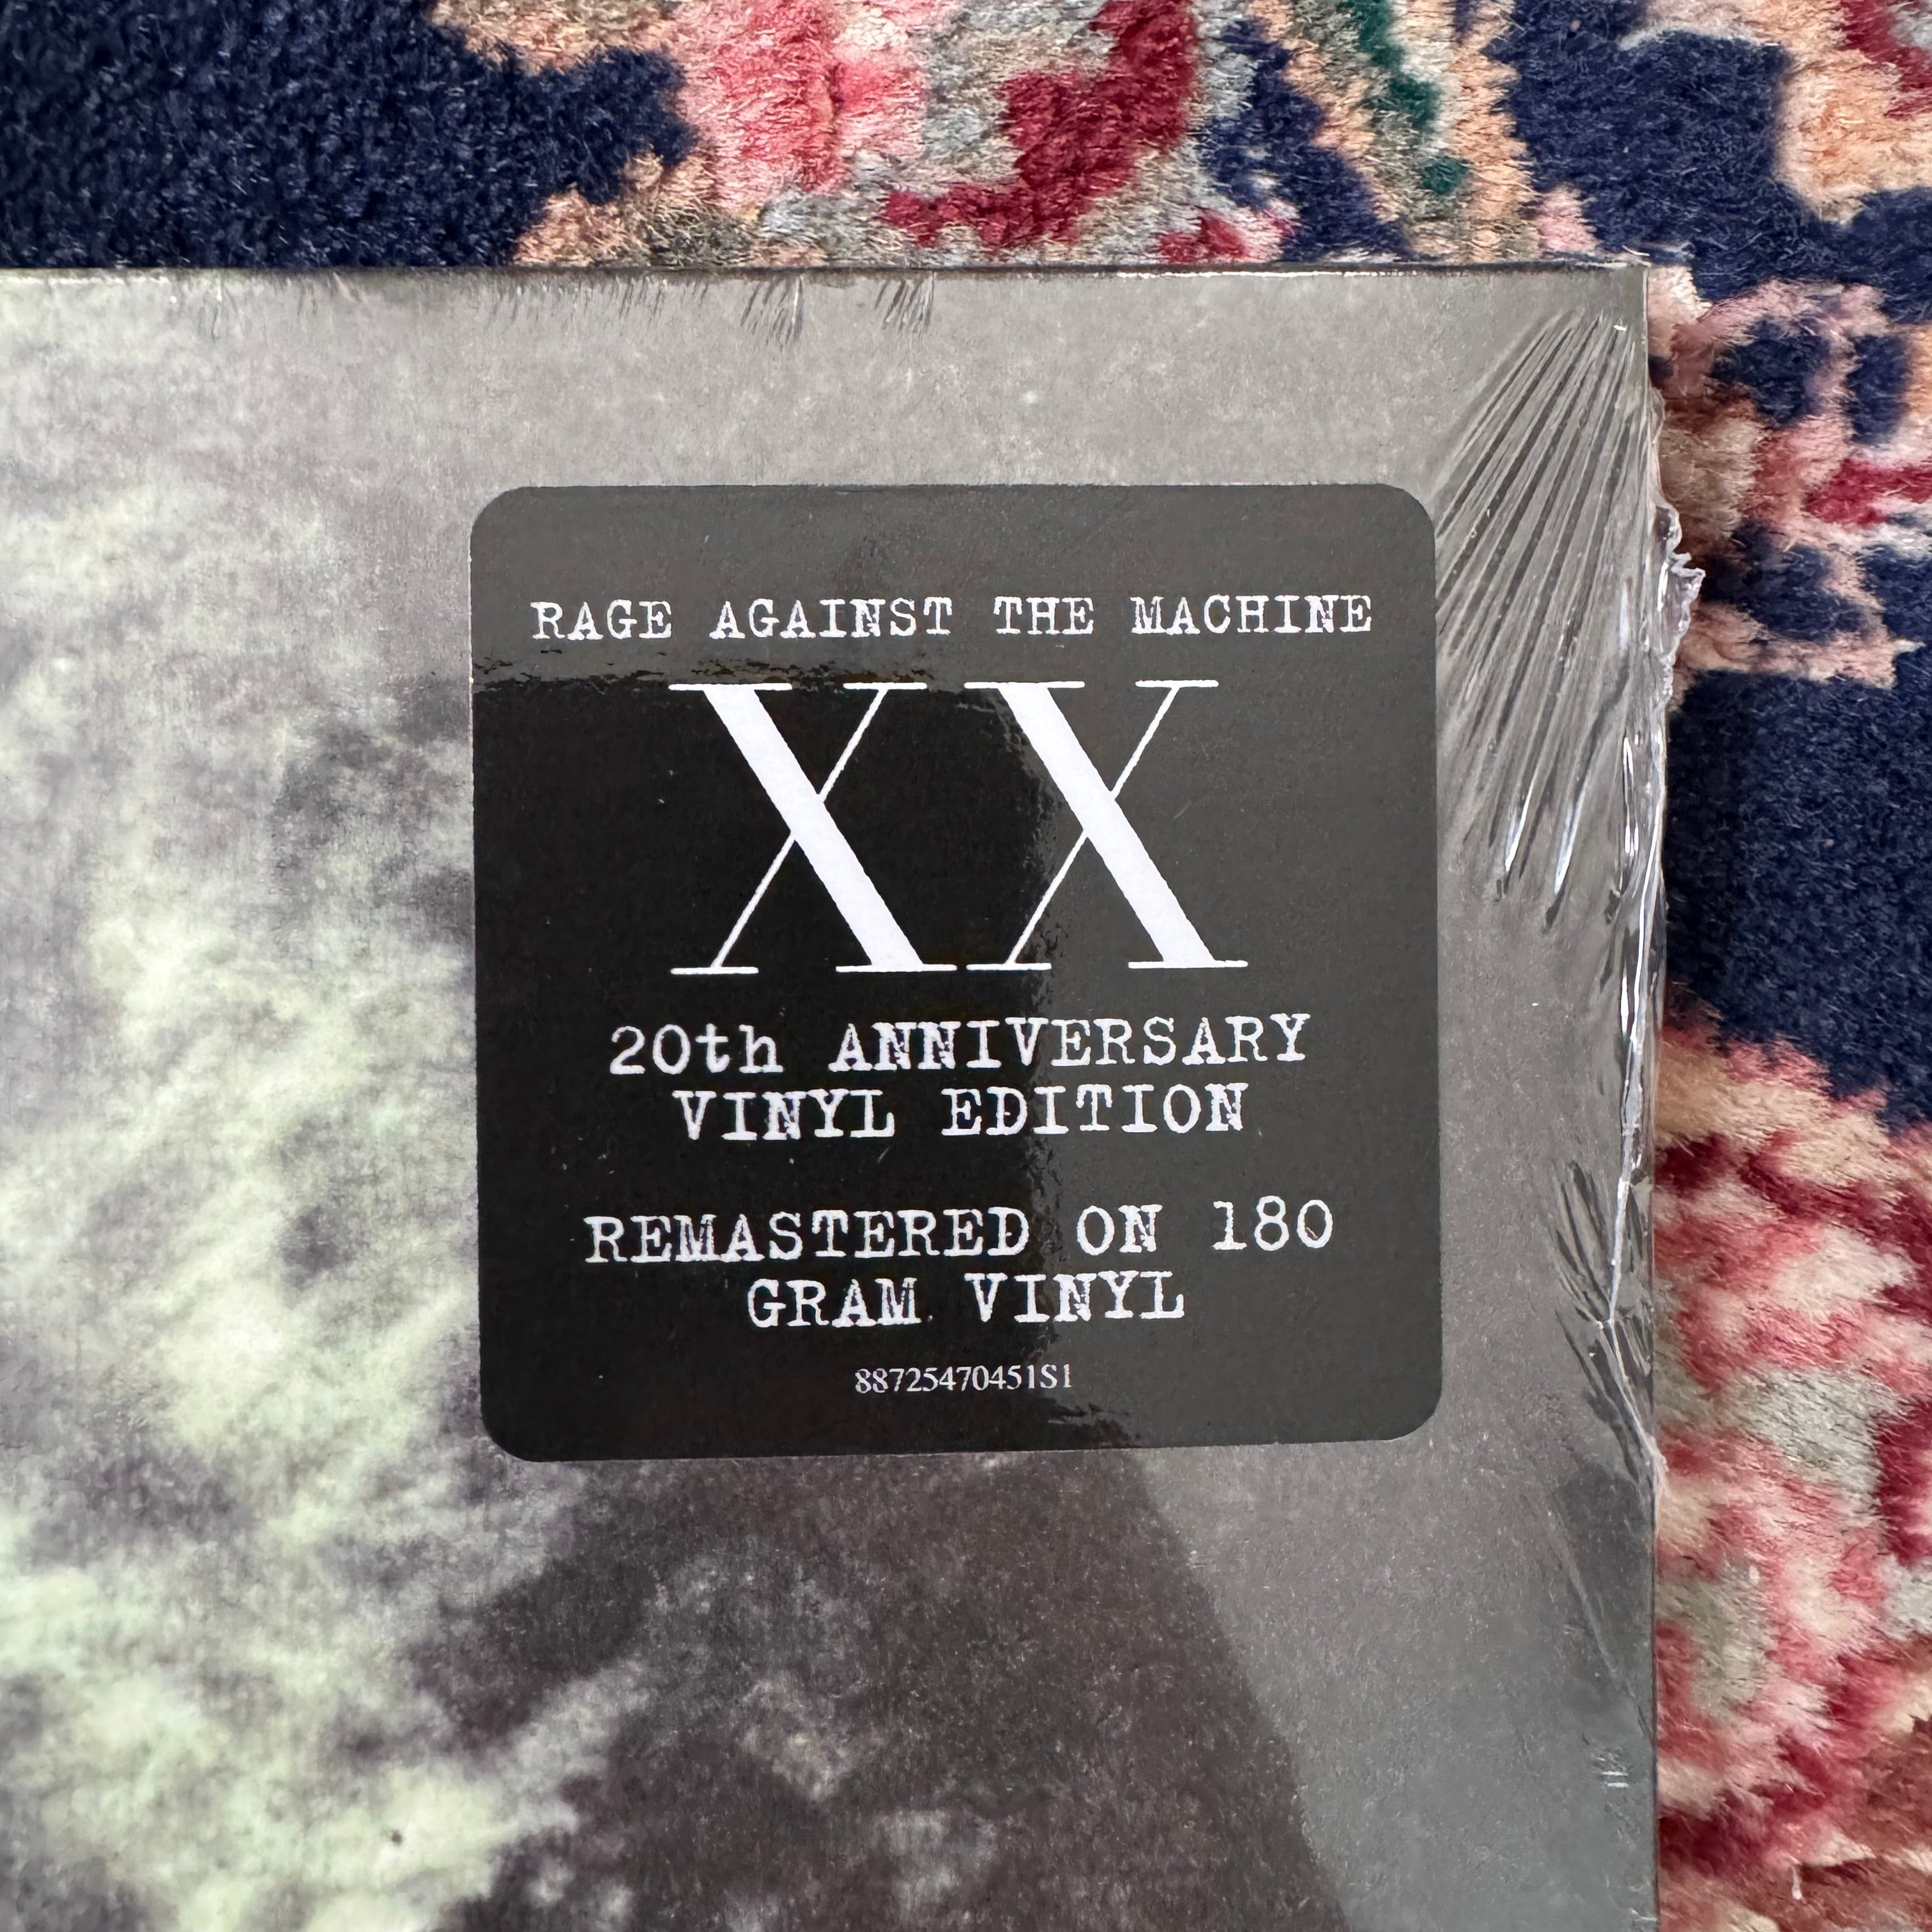 RAGE AGAINST THE MACHINE
XX
20th ANNIVERSARY
VINYL EDITION
REMASTERED ON 180
GRAM VINYL
88725470451S1